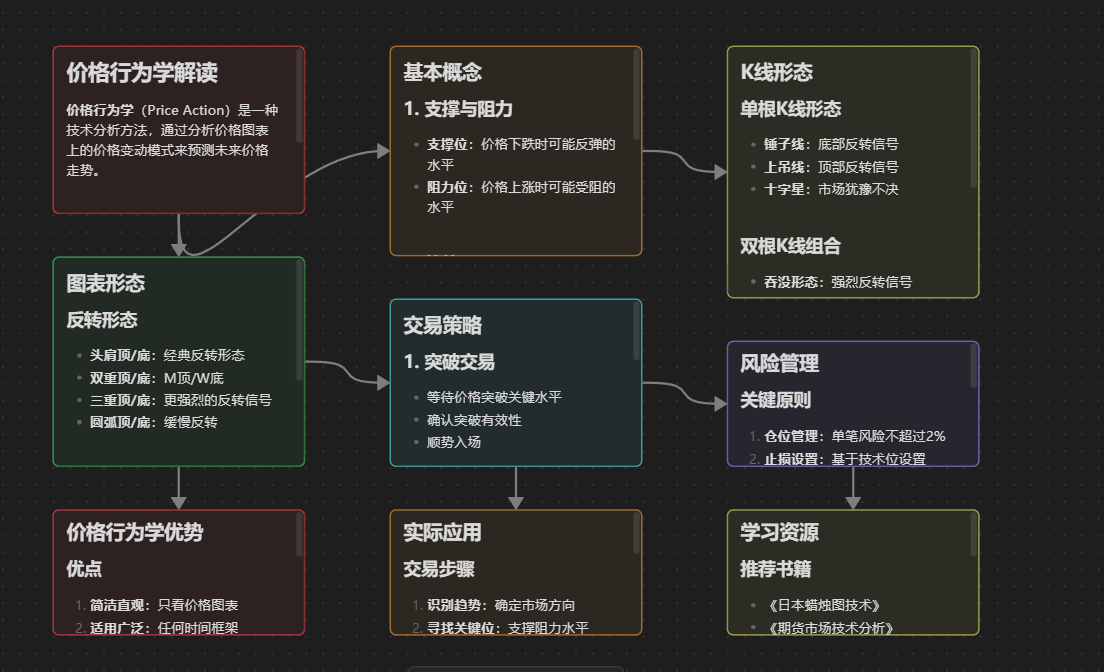 价格行为学解读
价格行为学（Price Action）是一种
技术分析方法，通过分析价格图表
上的价格变动模式来预测未来价格
走势。
基本概念
1. 支撑与阻力
支撑位：价格下跌时可能反弹的
水平
阻力位：价格上涨时可能受阻的
水平
K线形态
单根K线形态
锤子线：底部反转信号
上吊线：顶部反转信号
十字星：市场犹豫不决
双根K线组合
吞没形态：强烈反转信号
图表形态
反转形态
头肩顶/底：经典反转形态
双重顶/底：M顶/W底
三重顶/底：更强烈的反转信号
圆弧顶/底：缓慢反转
交易策略
1. 突破交易
等待价格突破关键水平
确认突破有效性
顺势入场
风险管理
关键原则
1. 仓位管理：单笔风险不超过2%
2. 止损设置：基于技术位设置
价格行为学优势
优点
1. 简洁直观：只看价格图表
2. 适用广泛：任何时间框架
实际应用
交易步骤
1. 识别趋势：确定市场方向
2. 寻找关键位：支撑阻力水平
学习资源
推荐书籍
《日本蜡烛图技术》
《期货市场技术分析》